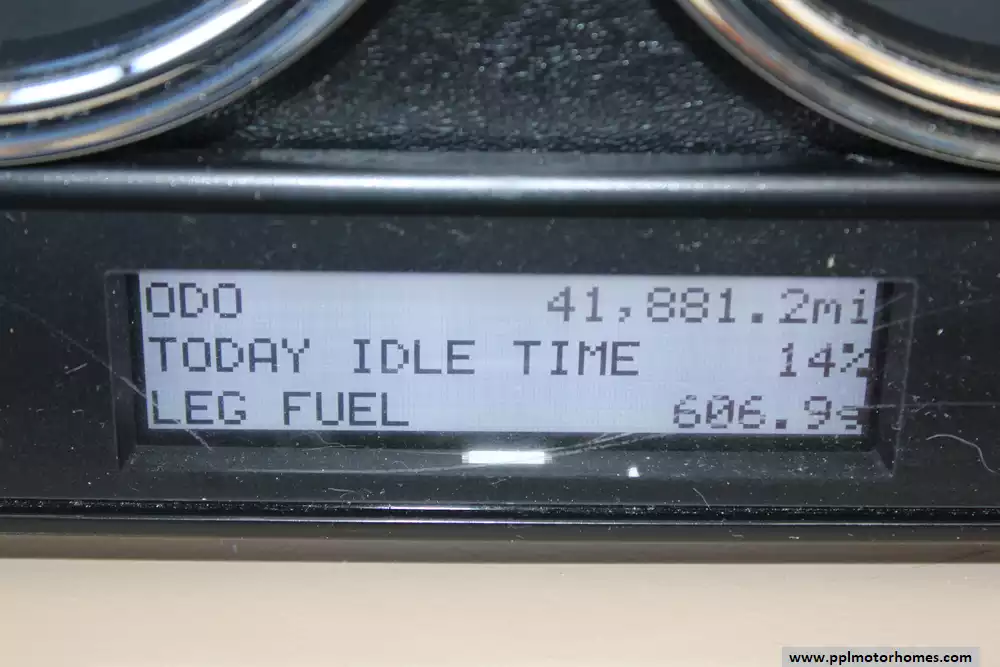 ODO 41,881.2mi
TODAY IDLE TIME 14%
LEG FUEL 606.9g
www.pplmotorhomes.com